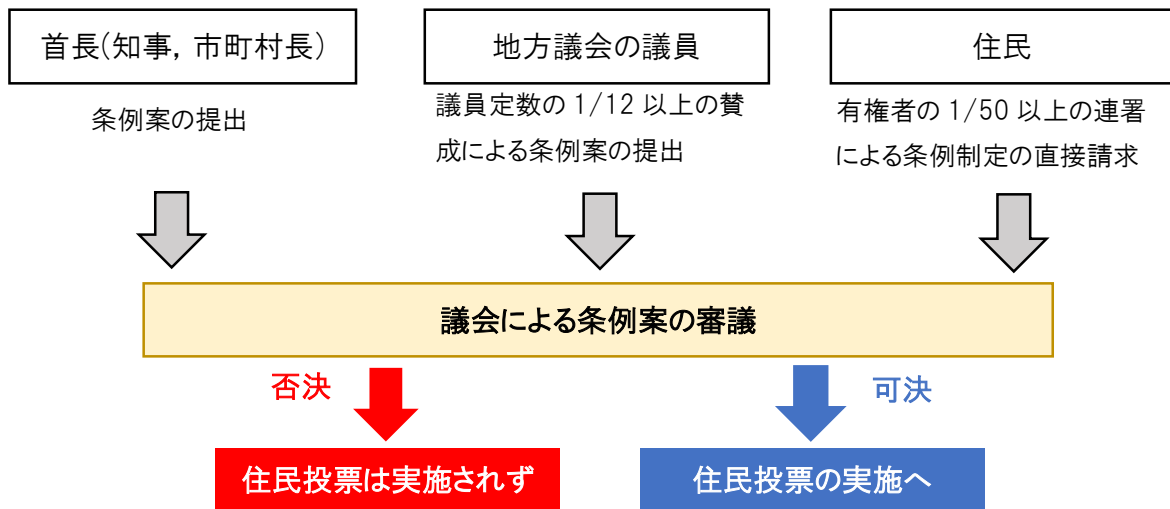 首長(知事，市町村長)
地方議会の議員
住民
条例案の提出
議員定数の 1/12 以上の賛
成による条例案の提出
有権者の 1/50 以上の連署
による条例制定の直接請求
議会による条例案の審議
否決
可決
住民投票は実施されず
住民投票の実施へ